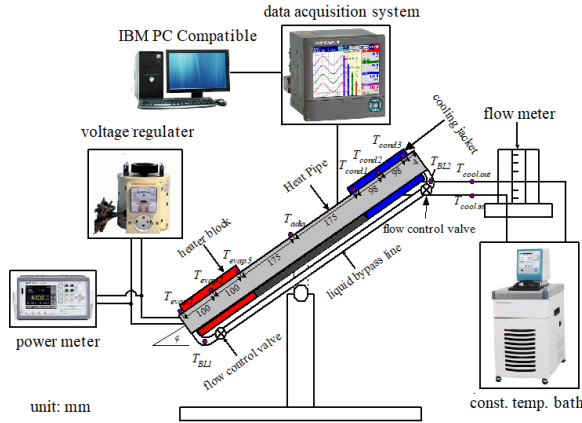 data acquisition system
IBM PC Compatible
voltage regulater
flow meter
cooling jacket
Tcond3
Tcond2
Tcond1
TBL2
Tcool.out
Tcool.in
Heat Pipe
98
98
175
Tadia
flow control valve
heater block
Tevap3
Tevap2
Tevap1
175
100
100
liquid bypass line
power meter
φ
TBL1
flow control valve
unit: mm
const. temp. bath